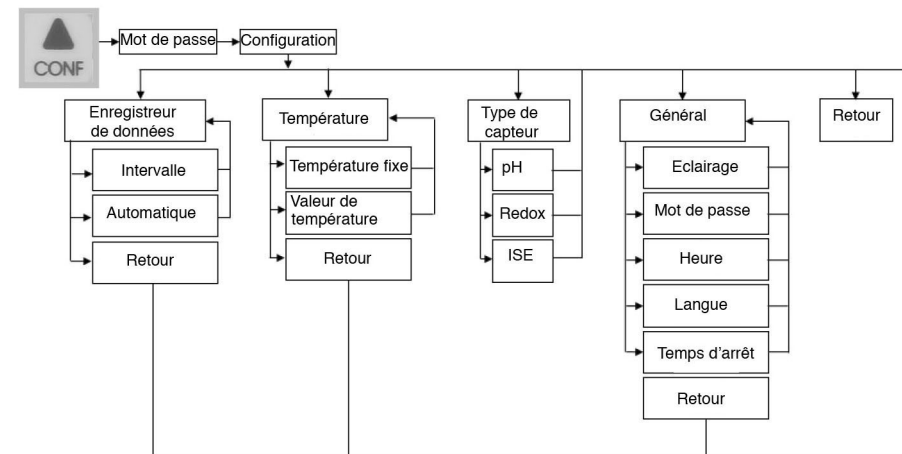 CONF
Mot de passe
Configuration
Enregistreur
de données
Intervalle
Automatique
Retour
Température
Température fixe
Valeur de
température
Retour
Type de
capteur
pH
Redox
ISE
Général
Eclairage
Mot de passe
Heure
Langue
Temps d'arrêt
Retour
Retour